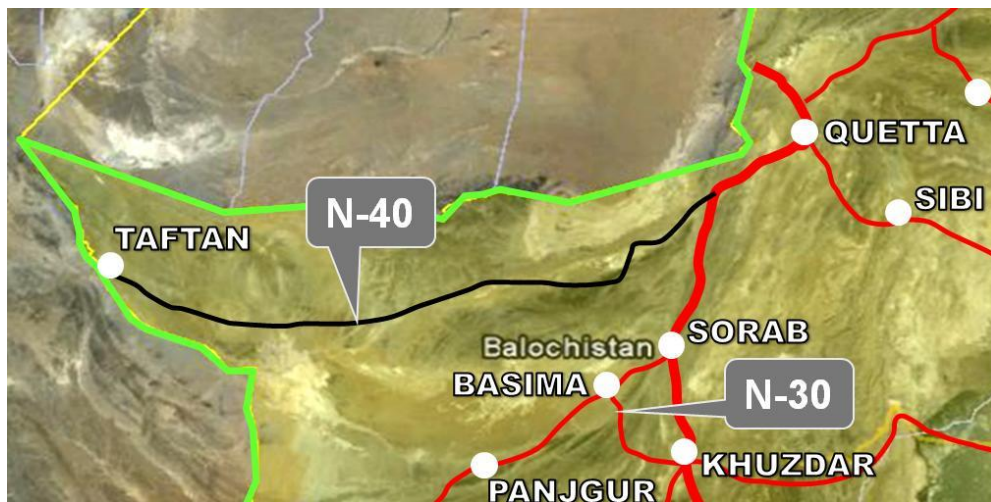 QUETTA
SIBI
N-40
TAFTAN
SORAB
Balochistan
BASIMA
N-30
KHUZDAR
PANJGUR